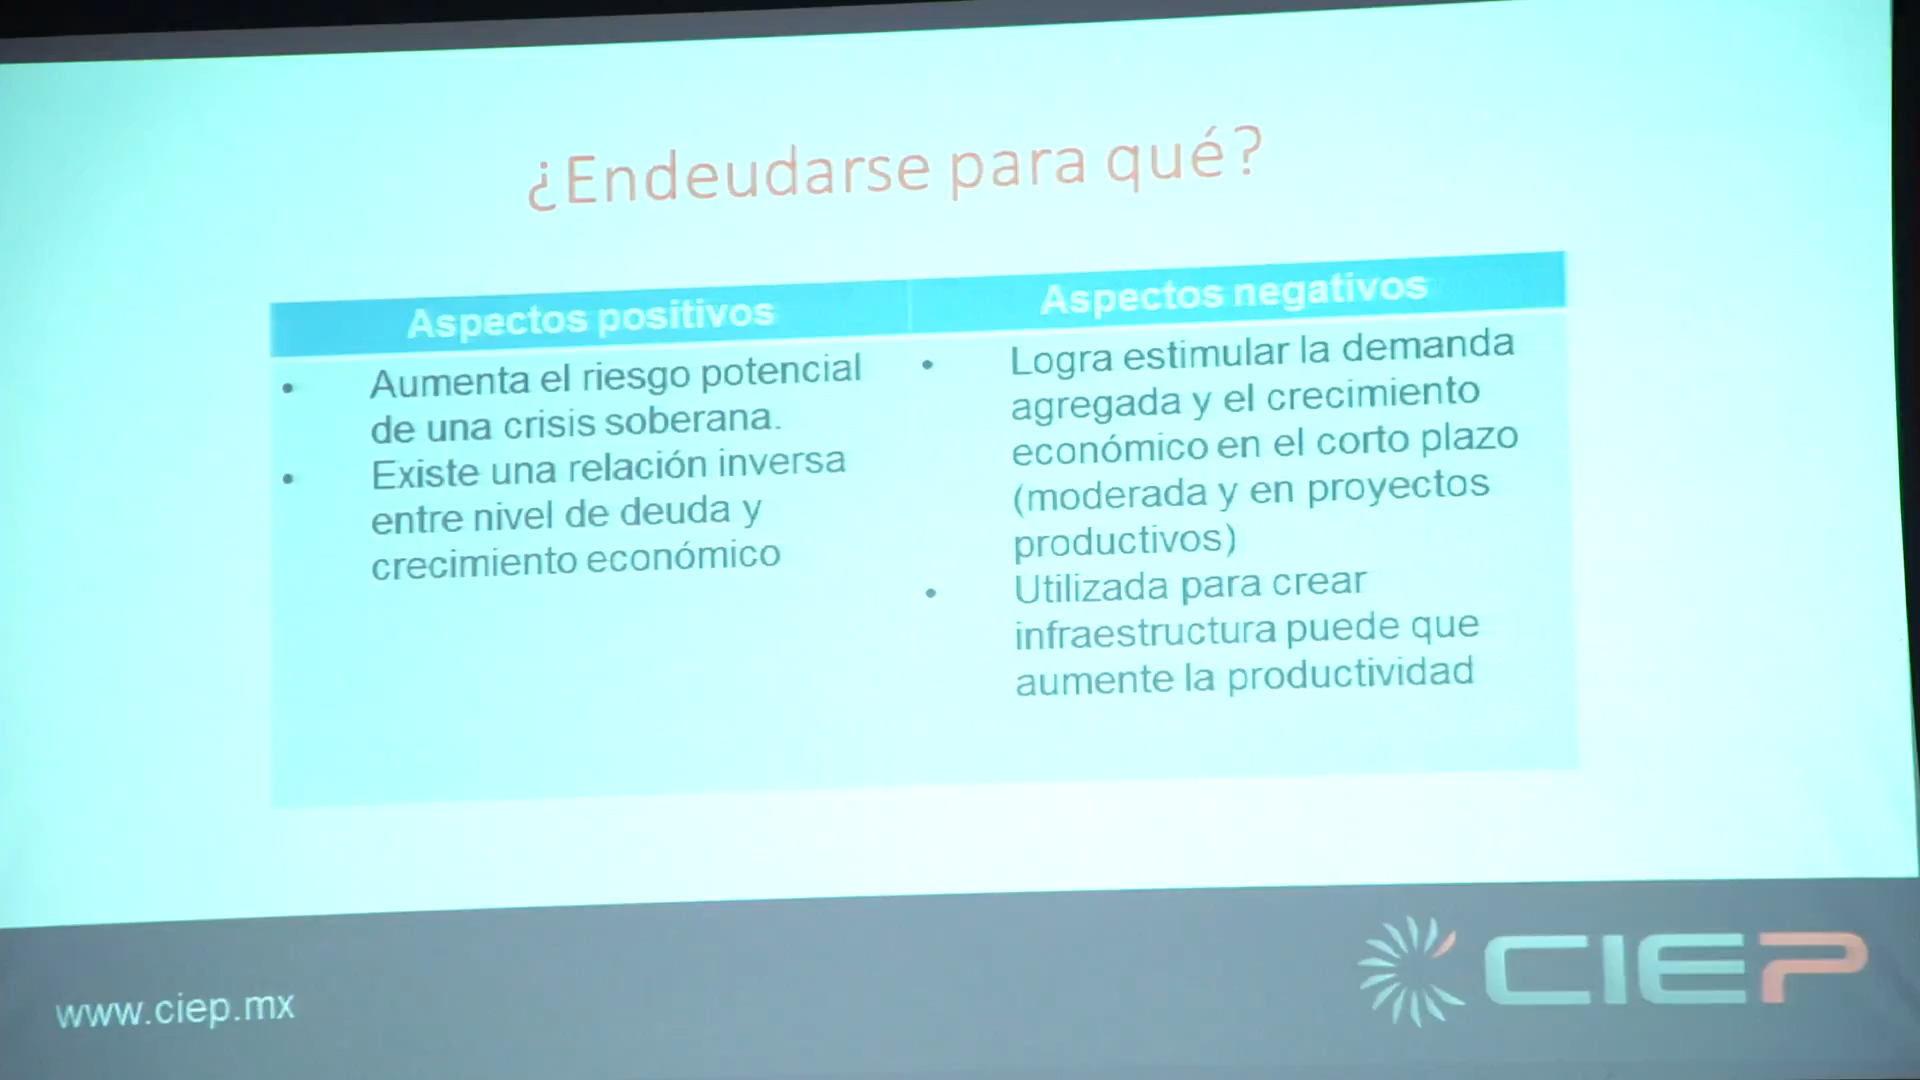 ¿Endeudarse para qué?
Aspectos positivos
• Aumenta el riesgo potencial
de una crisis soberana.
• Existe una relación inversa
entre nivel de deuda y
crecimiento económico
Aspectos negativos
• Logra estimular la demanda
agregada y el crecimiento
económico en el corto plazo
(moderada y en proyectos
productivos)
• Utilizada para crear
infraestructura puede que
aumente la productividad
www.ciep.mx
CIEP